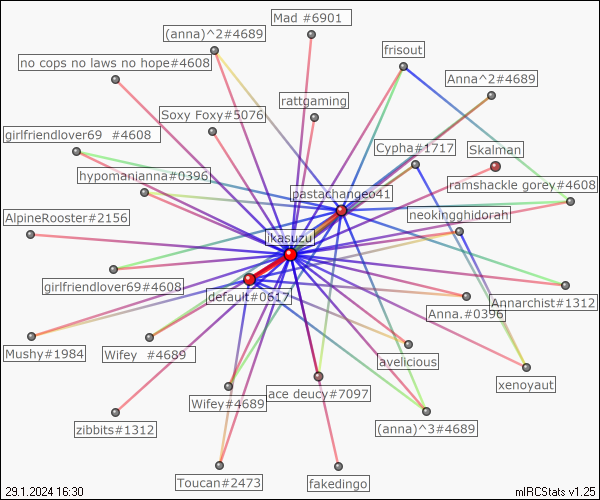 Mad #6901
(anna)^2#4689
frisout
no cops no laws no hope#4608
Anna^2#4689
rattgaming
Soxy Foxy#5076
girlfriendlover69  #4608
Cypha#1717
Skalman
hypomanianna#0396
ramshackle gorey#4608
pastachangeo41
AlpineRooster#2156
neokingghidorah
ikasuzu
girlfriendlover69#4608
default#0617
Annarchist#1312
Anna.#0396
Mushy#1984
Wifey  #4689
avelicious
xenoyaut
ace deucy#7097
Wifey#4689
zibbits#1312
(anna)^3#4689
Toucan#2473
fakedingo
29.1.2024 16:30
mIRCStats v1.25